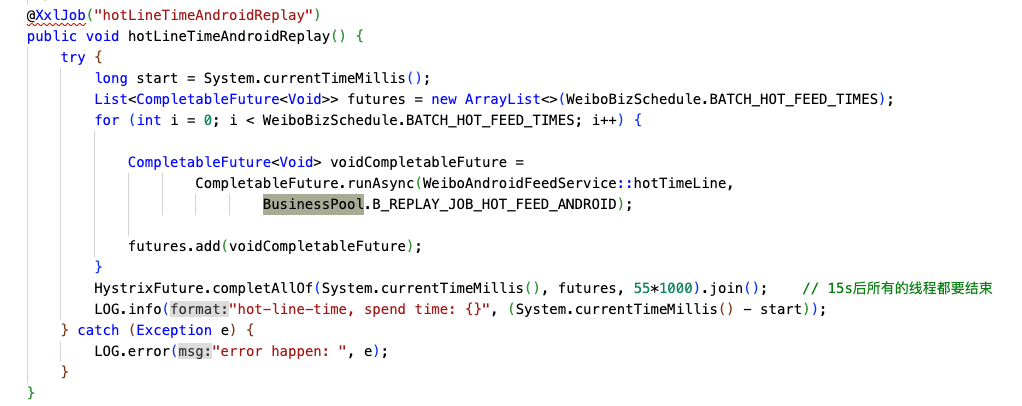 @XxlJob("hotLineTimeAndroidReplay")
public void hotLineTimeAndroidReplay() {
try {
long start = System.currentTimeMillis();
List<CompletableFuture<Void>> futures = new ArrayList<>(WeiboBizSchedule.BATCH_HOT_FEED_TIMES);
for (int i = 0; i < WeiboBizSchedule.BATCH_HOT_FEED_TIMES; i++) {
CompletableFuture<Void> voidCompletableFuture =
CompletableFuture.runAsync(WeiboAndroidFeedService::hotTimeLine,
BusinessPool.B_REPLAY_JOB_HOT_FEED_ANDROID);
futures.add(voidCompletableFuture);
}
HystrixFuture.completAllOf(System.currentTimeMillis(), futures, 55*1000).join(); // 15s后所有的线程都要结束
LOG.info(format:"hot-line-time, spend time: {}", (System.currentTimeMillis() - start));
} catch (Exception e) {
LOG.error(msg:"error happen: ", e);
}
}